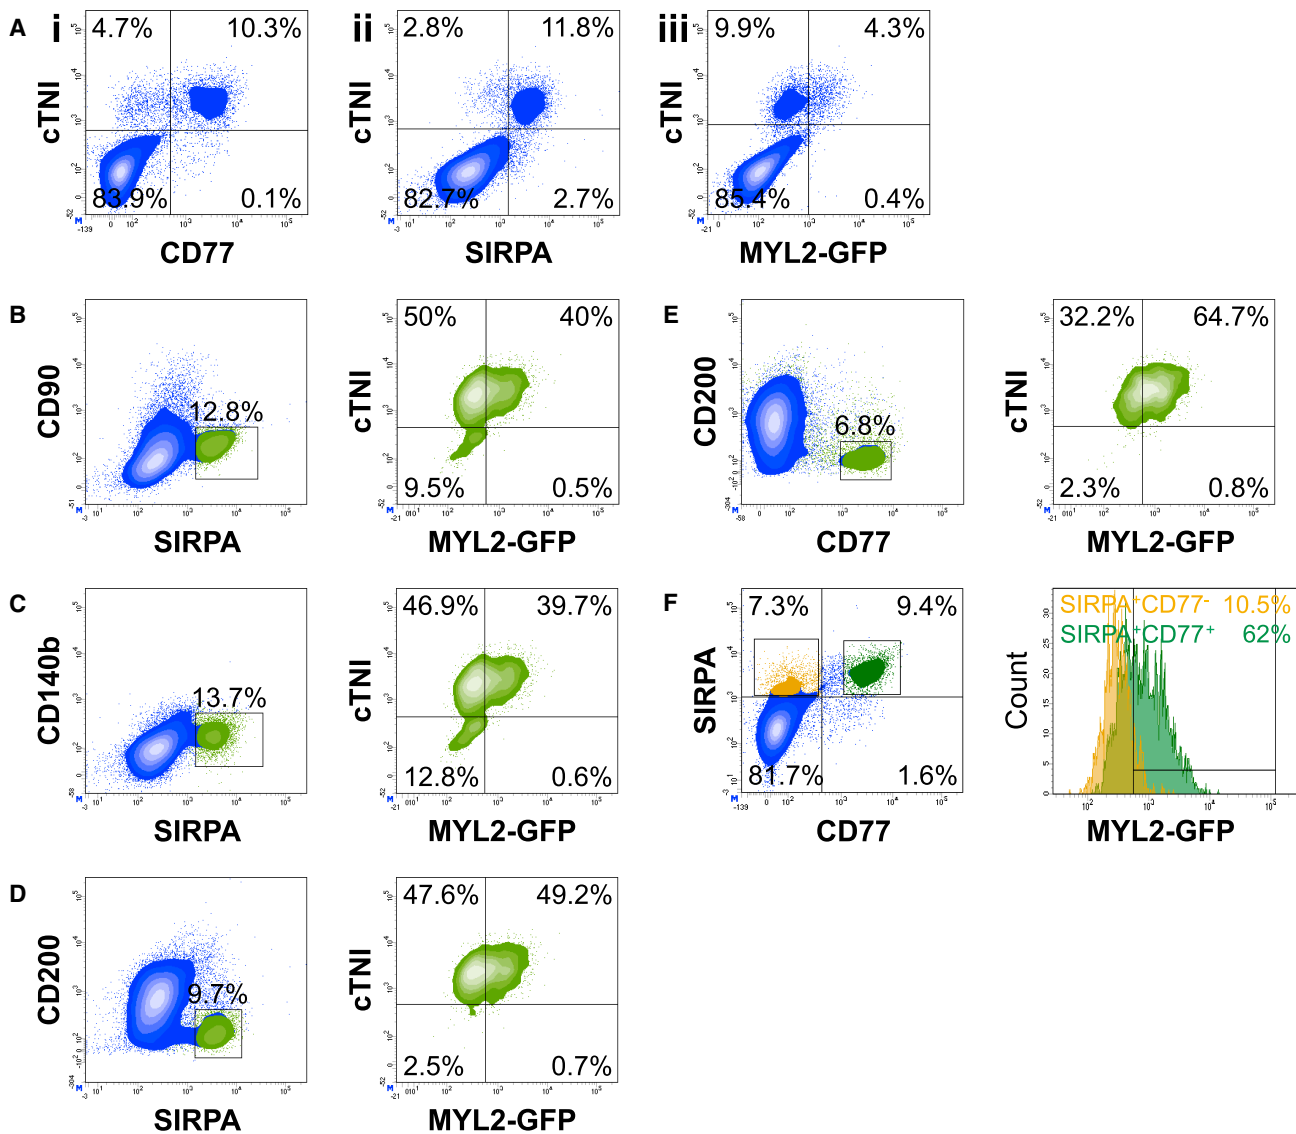 A i ii iii
4.7% 10.3% 2.8% 11.8% 9.9% 4.3%
cTNI cTNI cTNI
83.9% 0.1% 82.7% 2.7% 85.4% 0.4%
CD77 SIRPA MYL2-GFP
B
CD90
12.8%
SIRPA
50% 40%
cTNI
9.5% 0.5%
MYL2-GFP
E
CD200
6.8%
CD77
32.2% 64.7%
cTNI
2.3% 0.8%
MYL2-GFP
C
CD140b
13.7%
SIRPA
46.9% 39.7%
cTNI
12.8% 0.6%
MYL2-GFP
F
7.3% 9.4%
SIRPA
81.7% 1.6%
CD77
SIRPA⁺CD77⁻ 10.5%
SIRPA⁺CD77⁺ 62%
Count
MYL2-GFP
D
CD200
9.7%
SIRPA
47.6% 49.2%
cTNI
2.5% 0.7%
MYL2-GFP